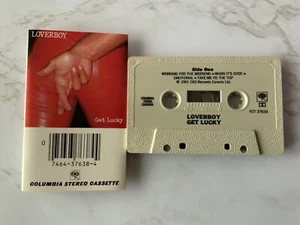 LOVERBOY
Get Lucky
0
7464-37638-4
COLUMBIA STEREO CASSETTE
Side One
WORKING FOR THE WEEKEND • WHEN IT'S OVER •
EMOTIONAL • TAKE ME TO THE TOP
LOVERBOY
GET LUCKY